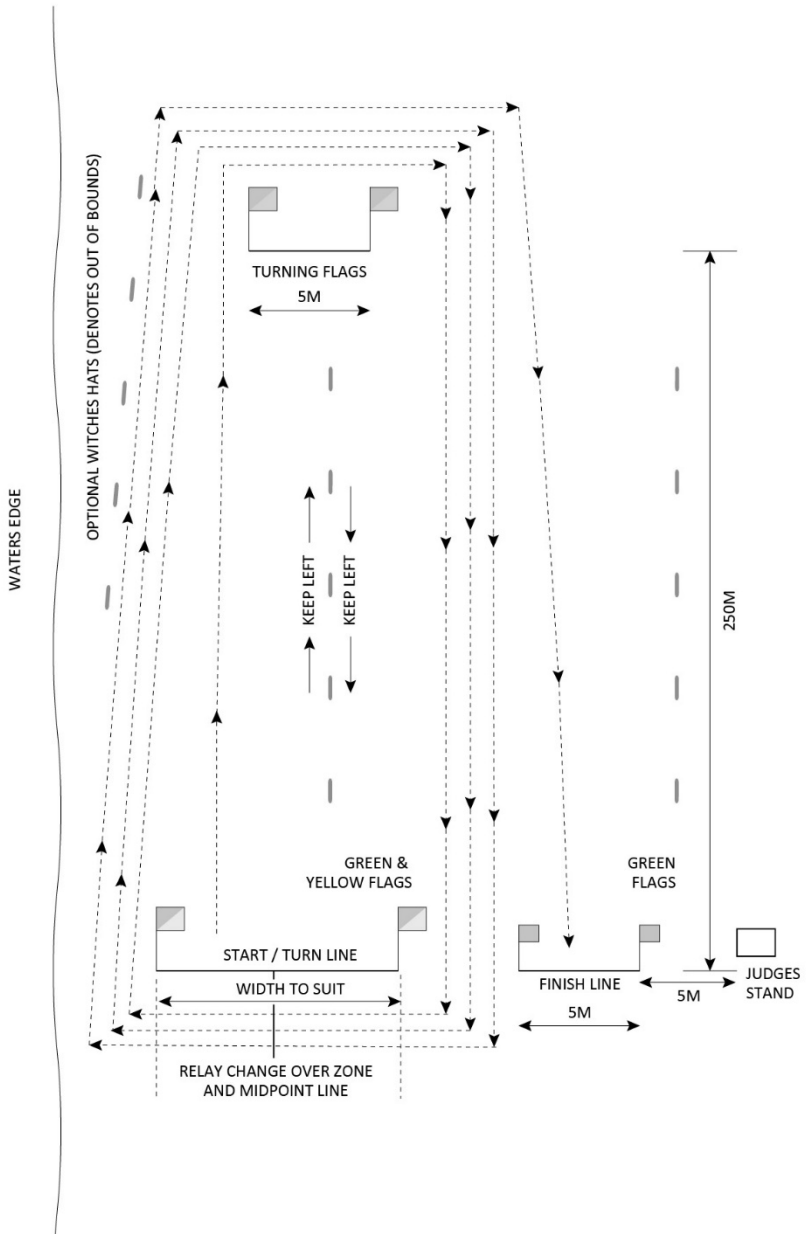 WATERS EDGE
OPTIONAL WITCHES HATS (DENOTES OUT OF BOUNDS)
TURNING FLAGS
5M
KEEP LEFT
KEEP LEFT
250M
GREEN &
YELLOW FLAGS
GREEN
FLAGS
START / TURN LINE
WIDTH TO SUIT
RELAY CHANGE OVER ZONE
AND MIDPOINT LINE
FINISH LINE
5M
5M
JUDGES
STAND